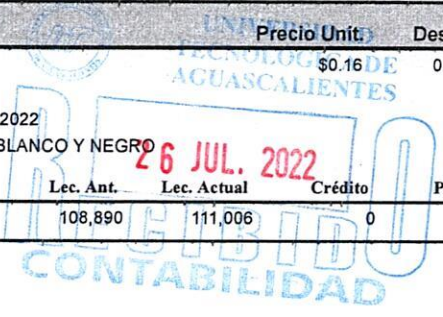 Precio Unit. Des
$0.16 0
UNIVERSIDAD
TECNOLÓGICA DE
AGUASCALIENTES
2022
BLANCO Y NEGRO
26 JUL. 2022
Lec. Ant. Lec. Actual Crédito P
108,890 111,006 0
RECIBIDO
CONTABILIDAD